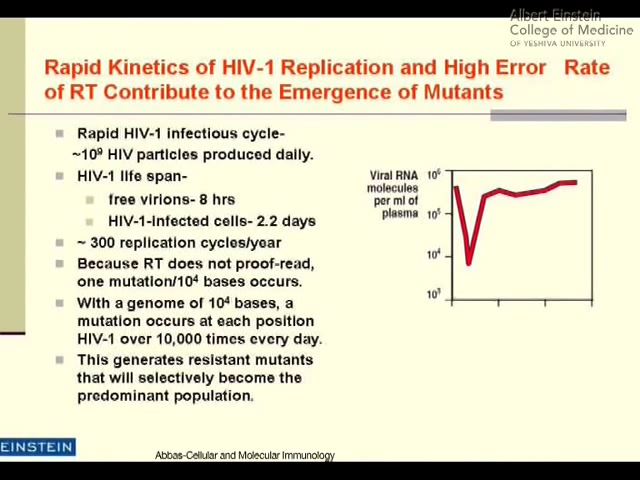 Albert Einstein
College of Medicine
OF YESHIVA UNIVERSITY
Rapid Kinetics of HIV-1 Replication and High Error Rate
of RT Contribute to the Emergence of Mutants
Rapid HIV-1 infectious cycle-
~10⁹ HIV particles produced daily.
HIV-1 life span-
free virions- 8 hrs
HIV-1-infected cells- 2.2 days
~ 300 replication cycles/year
Because RT does not proof-read,
one mutation/10⁴ bases occurs.
With a genome of 10⁴ bases, a
mutation occurs at each position
HIV-1 over 10,000 times every day.
This generates resistant mutants
that will selectively become the
predominant population.
Viral RNA
molecules
per ml of
plasma
10⁶
10⁵
10⁴
10³
EINSTEIN
Abbas-Cellular and Molecular Immunology